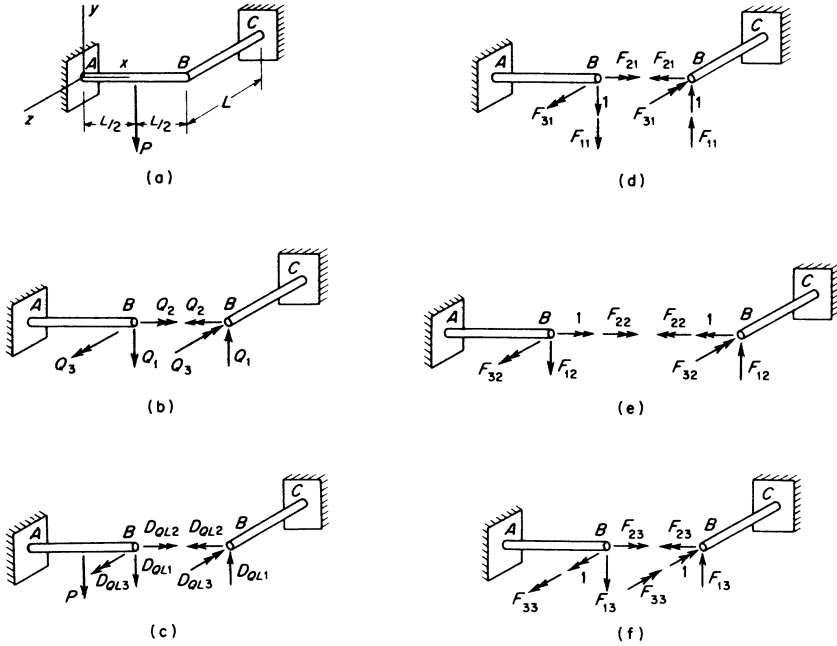 y
A
x
B
C
z
L/2
L/2
L
P
(a)
A
B
Q2
Q2
B
C
Q3
Q1
Q3
Q1
(b)
A
B
DQL2
DQL2
B
C
P
DQL3
DQL1
DQL3
DQL1
(c)
A
B
F21
F21
B
C
F31
1
F11
F31
1
F11
(d)
A
B
1
F22
F22
1
B
C
F32
F12
F32
F12
(e)
A
B
F23
F23
B
C
F33
1
F13
F33
1
F13
(f)